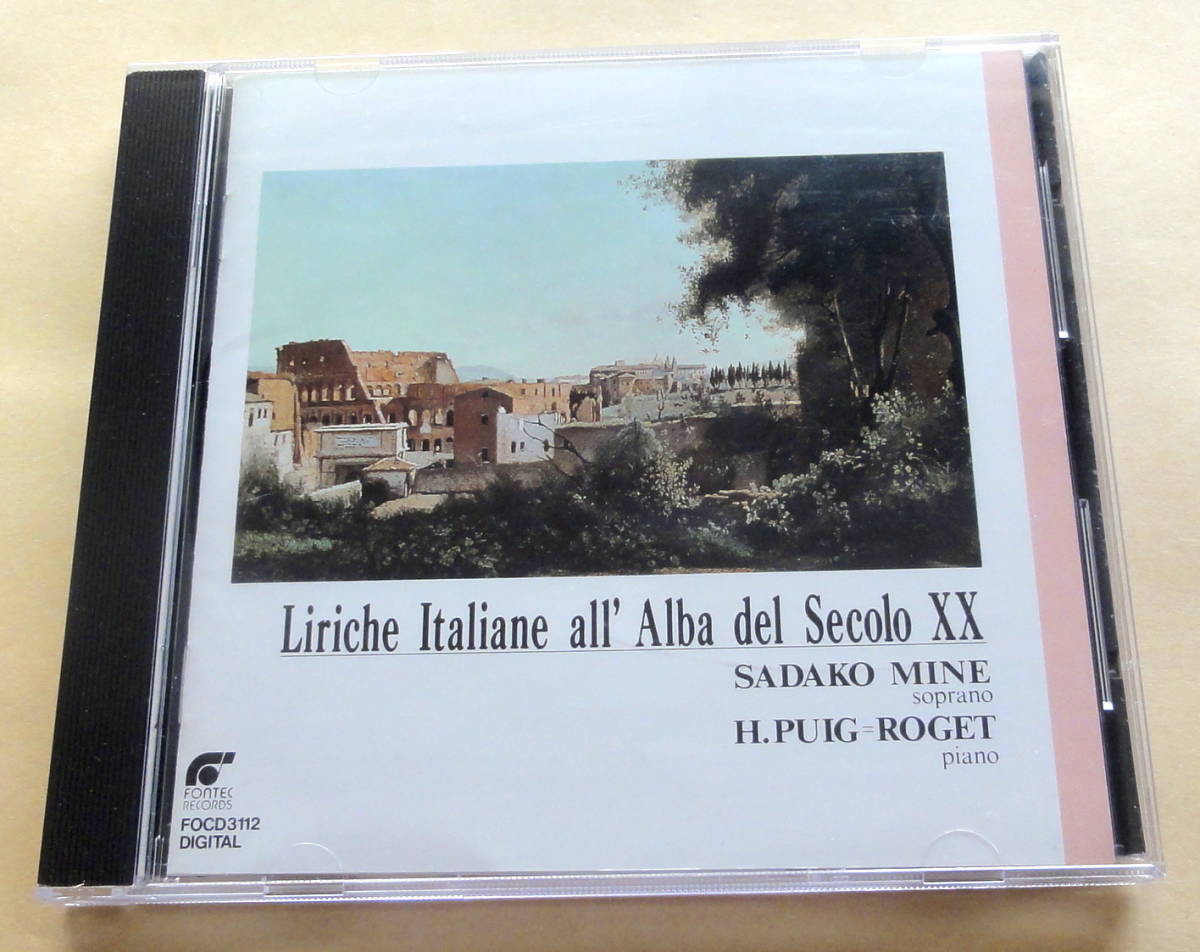 Liriche Italiane all' Alba del Secolo XX
SADAKO MINE
soprano
H.PUIG=ROGET
piano
FONTEC
RECORDS
FOCD3112
DIGITAL